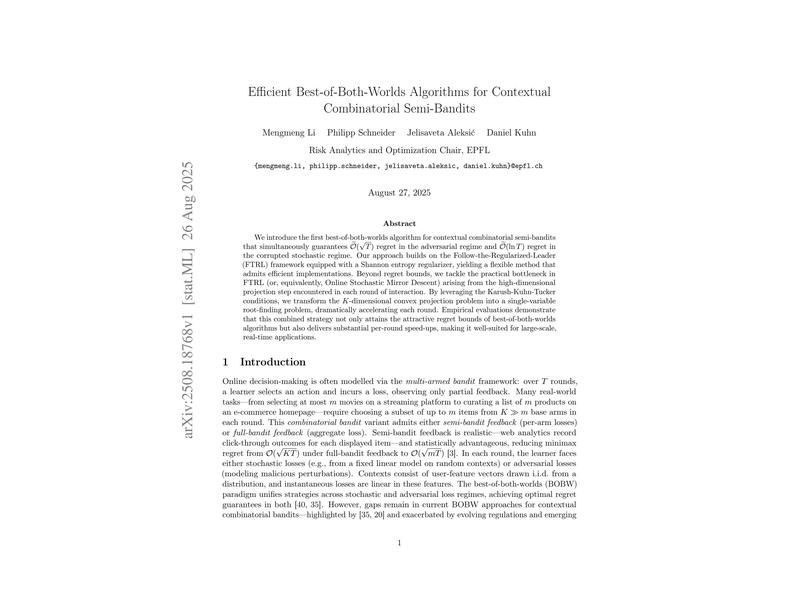 Efficient Best-of-Both-Worlds Algorithms for Contextual
Combinatorial Semi-Bandits
Mengmeng Li Philipp Schneider Jelisaveta Aleksić Daniel Kuhn
Risk Analytics and Optimization Chair, EPFL
{mengmeng.li, philipp.schneider, jelisaveta.aleksic, daniel.kuhn}@epfl.ch
August 27, 2025
Abstract
We introduce the first best-of-both-worlds algorithm for contextual combinatorial semi-bandits
that simultaneously guarantees Õ(√T) regret in the adversarial regime and Õ(ln T) regret in
the corrupted stochastic regime. Our approach builds on the Follow-the-Regularized-Leader
(FTRL) framework equipped with a Shannon entropy regularizer, yielding a flexible method that
admits efficient implementations. Beyond regret bounds, we tackle the practical bottleneck in
FTRL (or, equivalently, Online Stochastic Mirror Descent) arising from the high-dimensional
projection step encountered in each round of interaction. By leveraging the Karush-Kuhn-Tucker
conditions, we transform the K-dimensional convex projection problem into a single-variable
root-finding problem, dramatically accelerating each round. Empirical evaluations demonstrate
that this combined strategy not only attains the attractive regret bounds of best-of-both-worlds
algorithms but also delivers substantial per-round speed-ups, making it well-suited for large-scale,
real-time applications.
1 Introduction
Online decision-making is often modelled via the multi-armed bandit framework: over T rounds,
a learner selects an action and incurs a loss, observing only partial feedback. Many real-world
tasks—from selecting at most m movies on a streaming platform to curating a list of m products
on an e-commerce homepage—require choosing a subset of up to m items from K ≫ m base arms in
each round. This combinatorial bandit variant admits either semi-bandit feedback (per-arm losses)
or full-bandit feedback (aggregate loss). Semi-bandit feedback is realistic—web analytics record
click-through outcomes for each displayed item—and statistically advantageous, reducing minimax
regret from O(√KT) under full-bandit feedback to O(√mT) [3]. In each round, the learner faces
either stochastic losses (e.g., from a fixed linear model on random contexts) or adversarial losses
(modeling malicious perturbations). Contexts consist of user-feature vectors drawn i.i.d. from a
distribution, and instantaneous losses are linear in these features. The best-of-both-worlds (BOBW)
paradigm unifies strategies across stochastic and adversarial loss regimes, achieving optimal regret
guarantees in both [40, 35]. However, gaps remain in current BOBW approaches for contextual
combinatorial bandits—highlighted by [35, 20] and exacerbated by evolving regulations and emerging
1
arXiv:2508.18768v1 [stat.ML] 26 Aug 2025